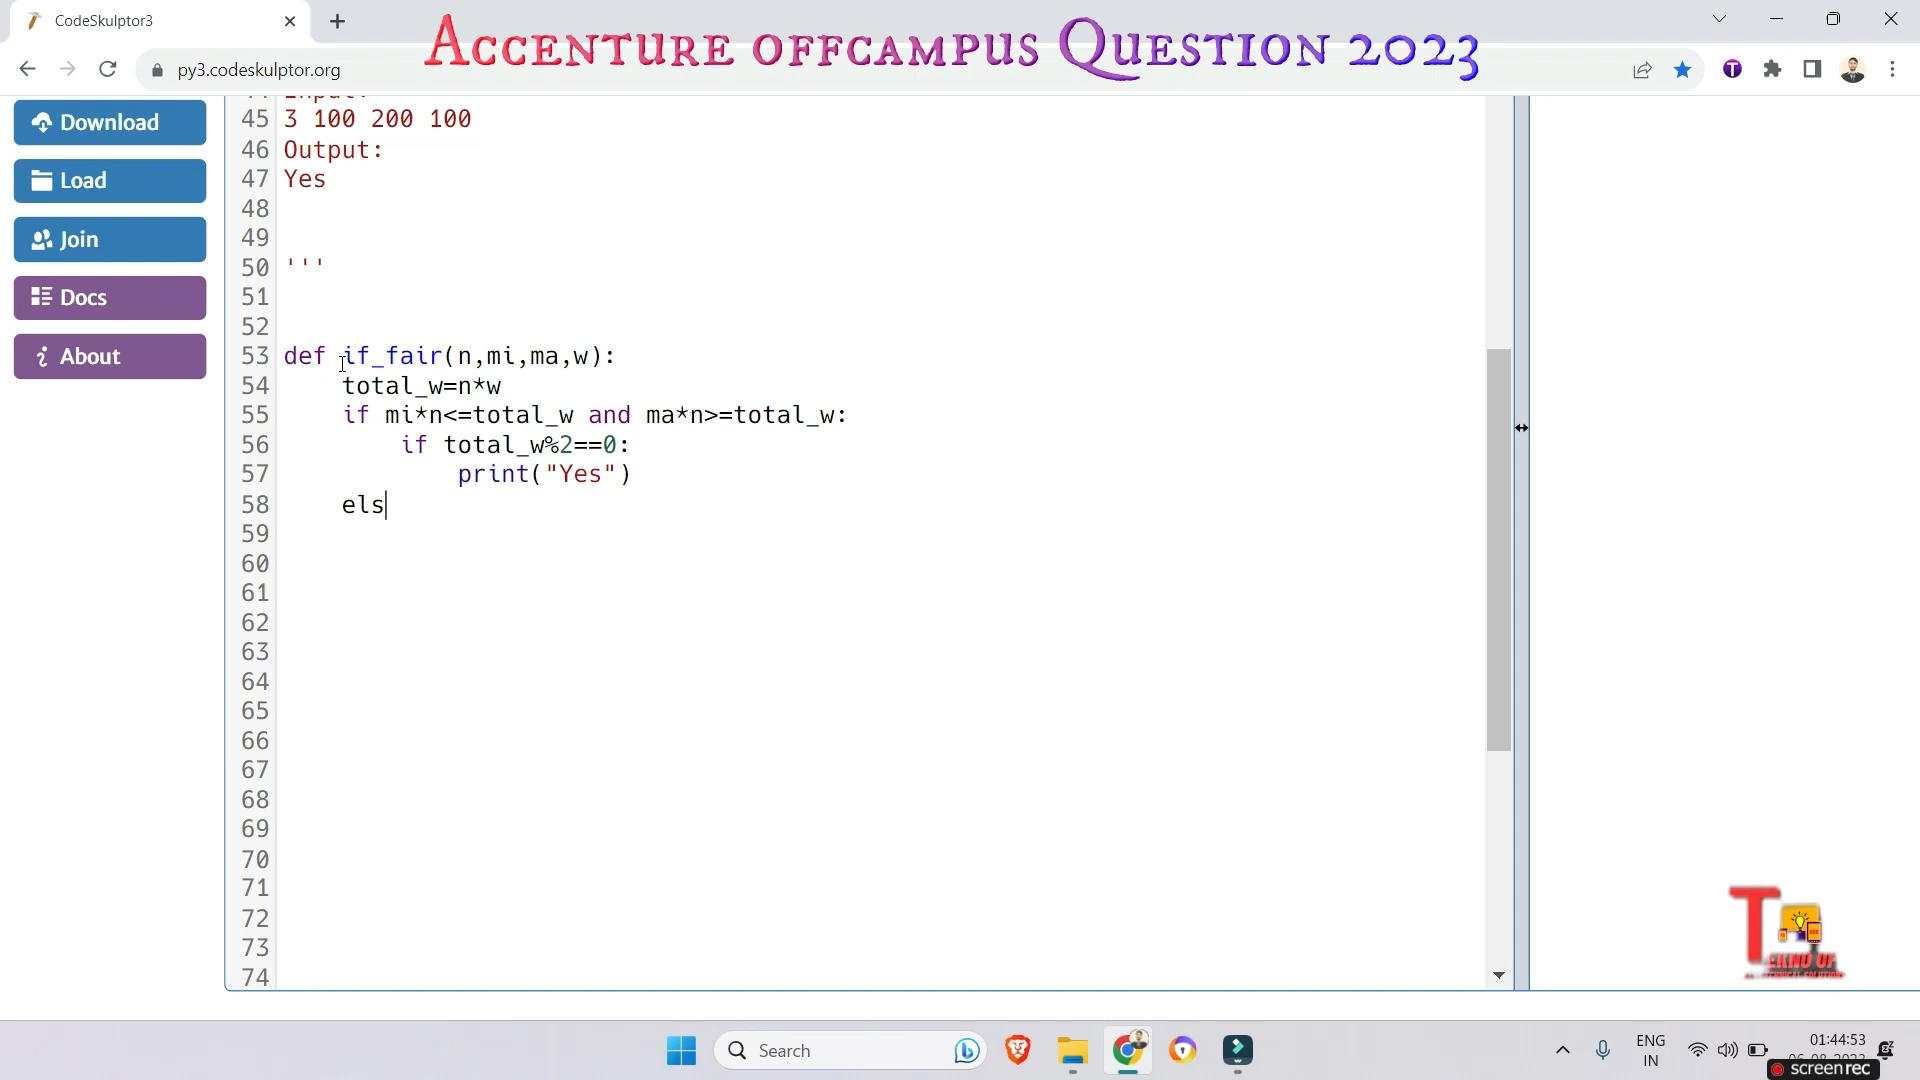 CodeSkulptor3
Accenture offcampus Question 2023
py3.codeskulptor.org
T
Download
Load
Join
Docs
About
45 3 100 200 100
46 Output:
47 Yes
48
49
50 '''
51
52
53 def if_fair(n,mi,ma,w):
54 total_w=n*w
55 if mi*n<=total_w and ma*n>=total_w:
56 if total_w%2==0:
57 print("Yes")
58 els
59
60
61
62
63
64
65
66
67
68
69
70
71
72
73
74
Search
ENG
IN
01:44:53
screenrec